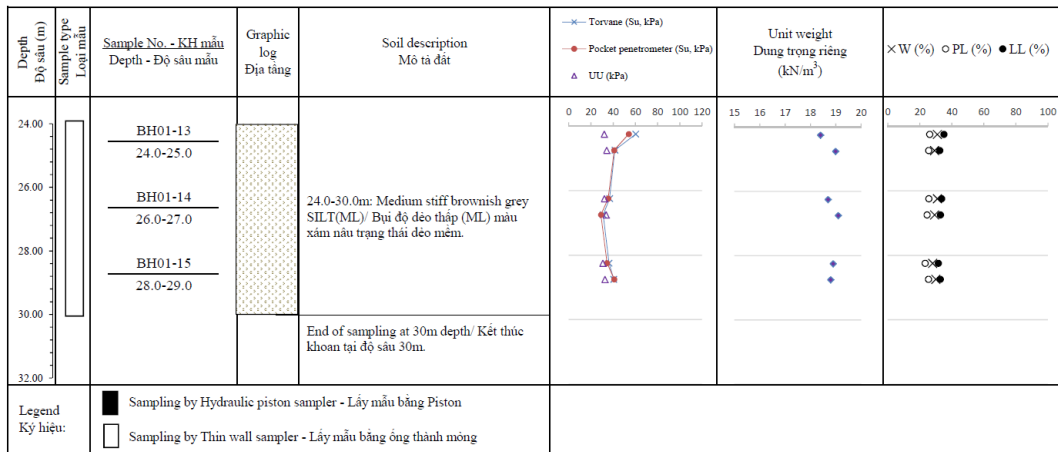 Depth
Độ sâu (m)
Sample type
Loại mẫu
Sample No. - KH mẫu
Depth - Độ sâu mẫu
Graphic
log
Địa tầng
Soil description
Mô tả đất
Torvane (Su, kPa)
Pocket penetrometer (Su, kPa)
UU (kPa)
Unit weight
Dung trọng riêng
(kN/m³)
W (%) PL (%) LL (%)
0 20 40 60 80 100 120
15 16 17 18 19 20
0 20 40 60 80 100
24.00
26.00
28.00
30.00
32.00
BH01-13
24.0-25.0
BH01-14
26.0-27.0
BH01-15
28.0-29.0
24.0-30.0m: Medium stiff brownish grey
SILT(ML)/ Bụi độ dẻo thấp (ML) màu
xám nâu trạng thái dẻo mềm.
End of sampling at 30m depth/ Kết thúc
khoan tại độ sâu 30m.
Legend
Ký hiệu:
Sampling by Hydraulic piston sampler - Lấy mẫu bằng Piston
Sampling by Thin wall sampler - Lấy mẫu bằng ống thành mỏng